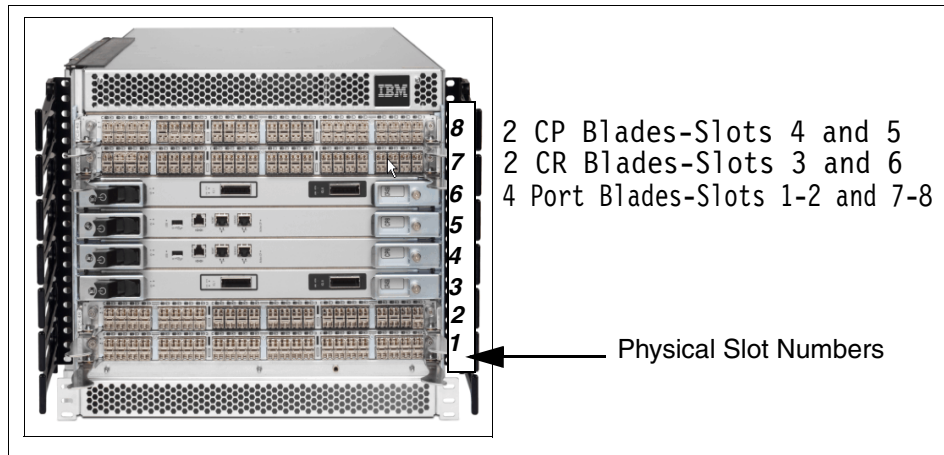 IBM
8
7
6
5
4
3
2
1
2 CP Blades-Slots 4 and 5
2 CR Blades-Slots 3 and 6
4 Port Blades-Slots 1-2 and 7-8
Physical Slot Numbers